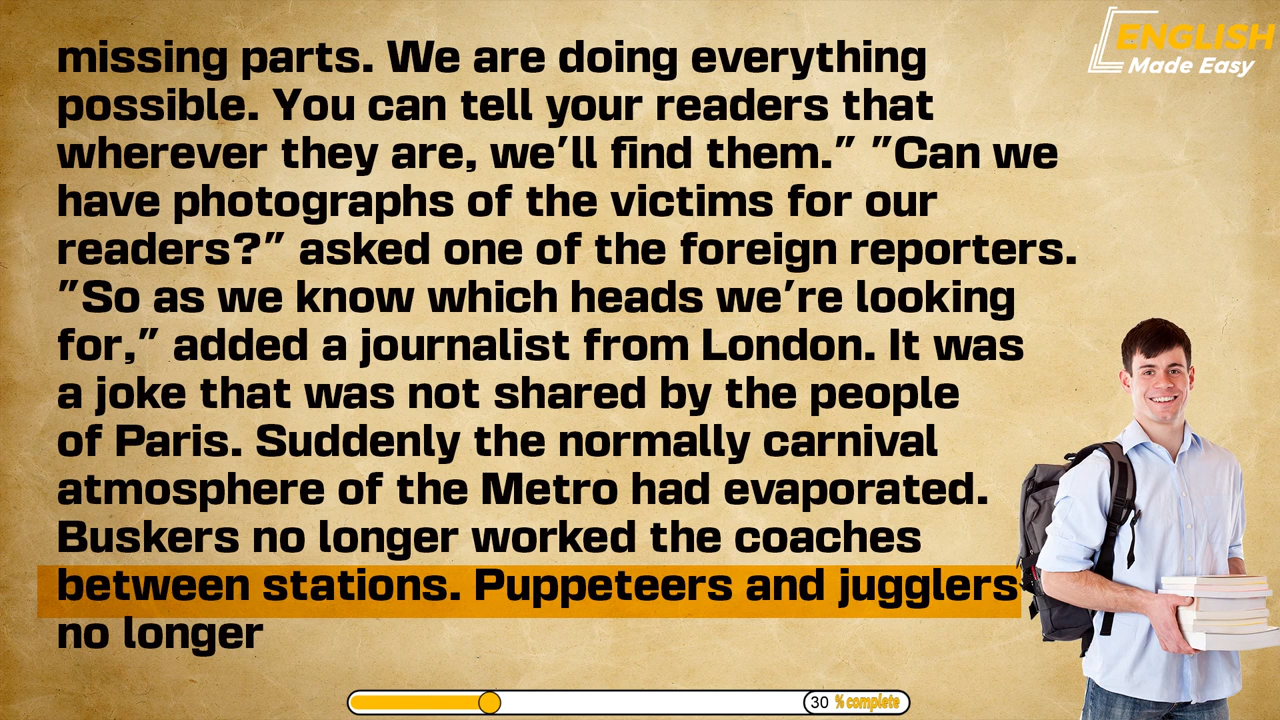 ENGLISH
Made Easy
missing parts. We are doing everything
possible. You can tell your readers that
wherever they are, we'll find them." "Can we
have photographs of the victims for our
readers?" asked one of the foreign reporters.
"So as we know which heads we're looking
for," added a journalist from London. It was
a joke that was not shared by the people
of Paris. Suddenly the normally carnival
atmosphere of the Metro had evaporated.
Buskers no longer worked the coaches
between stations. Puppeteers and jugglers
no longer
30 % complete